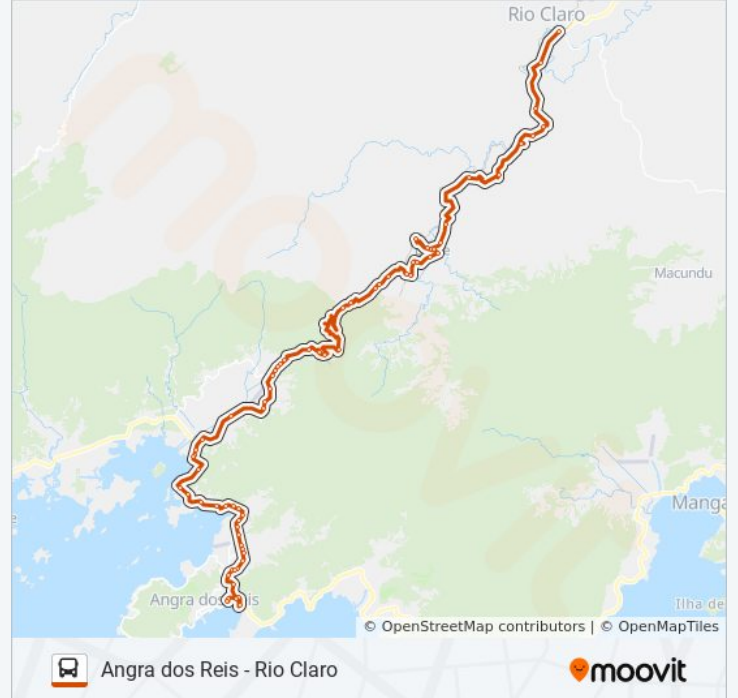 Rio Claro
Macundu
Manga
Angra dos Reis
Ilha de
© OpenStreetMap contributors | © OpenMapTiles
Angra dos Reis - Rio Claro
moovit